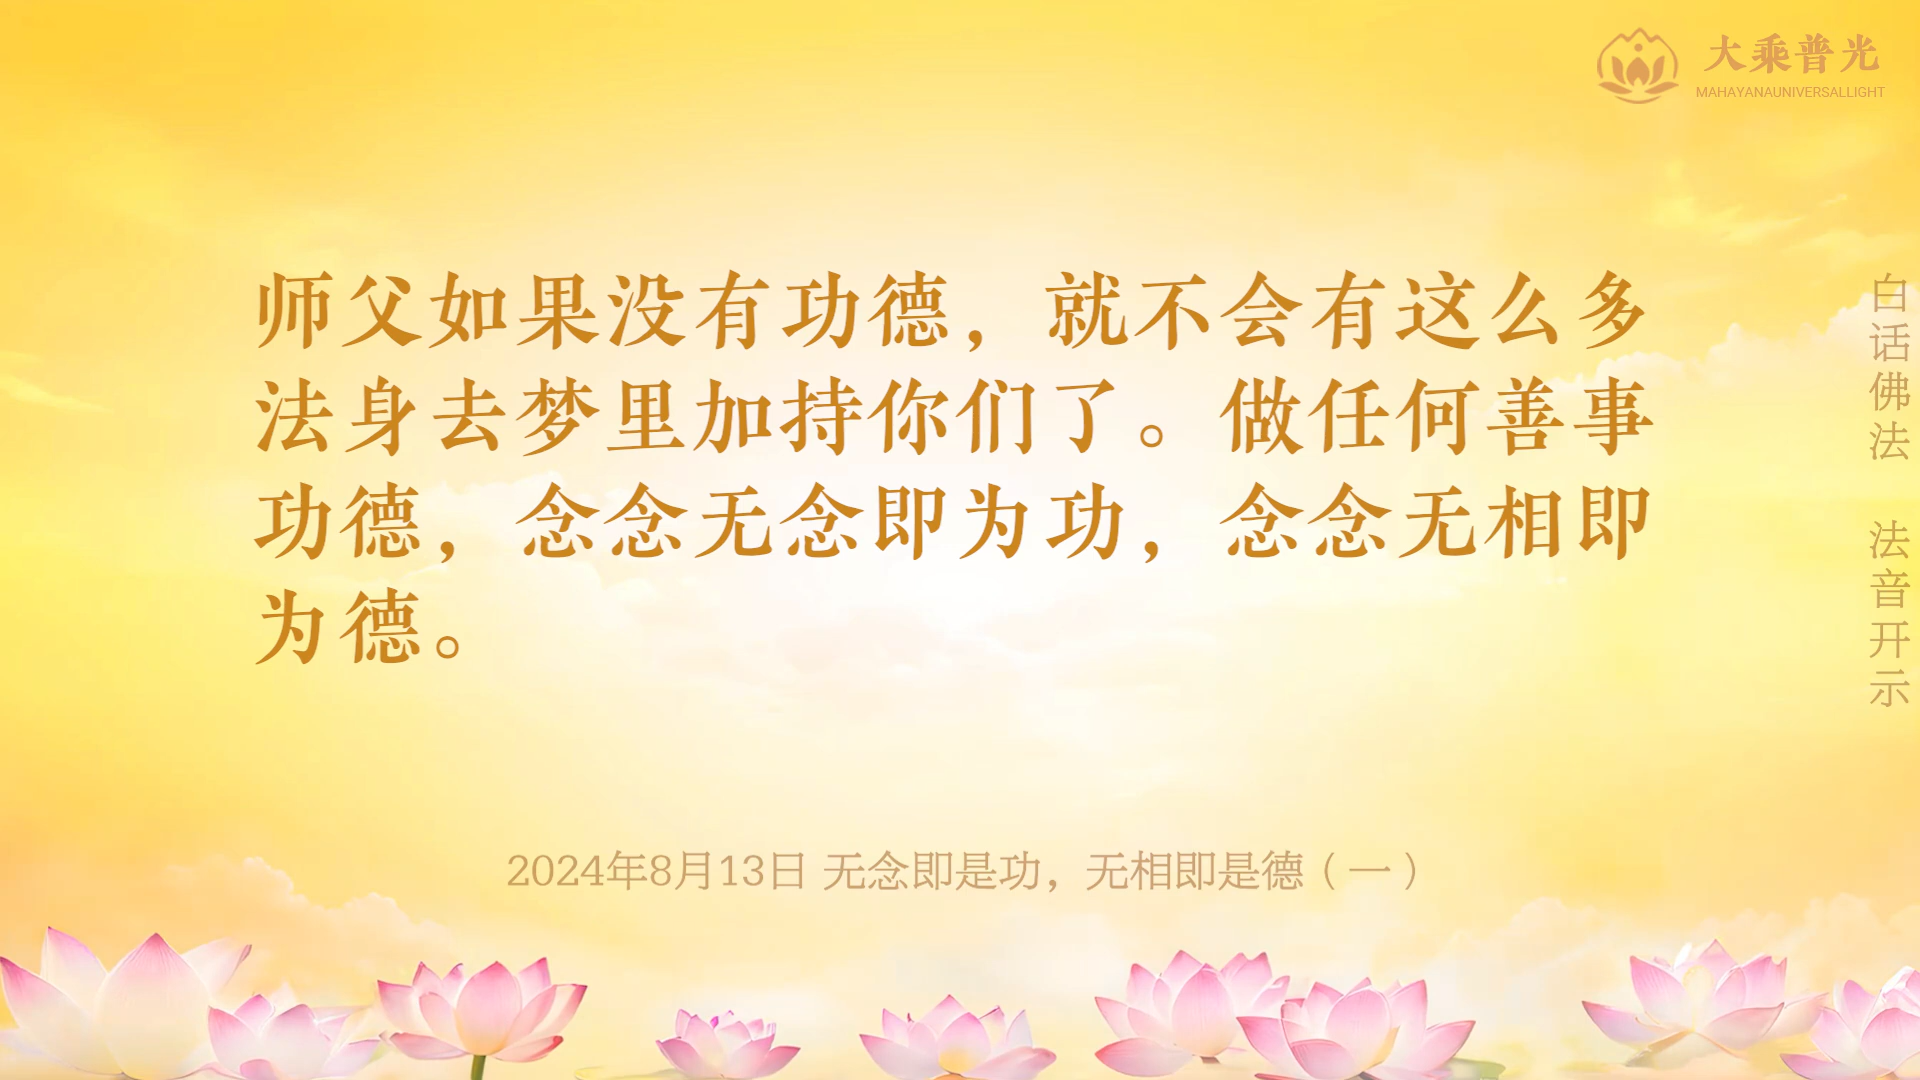 大乘普光
MAHAYANAUNIVERSALLIGHT
师父如果没有功德，就不会有这么多
法身去梦里加持你们了。做任何善事
功德，念念无念即为功，念念无相即
为德。
白话佛法 法音开示
2024年8月13日 无念即是功，无相即是德（一）